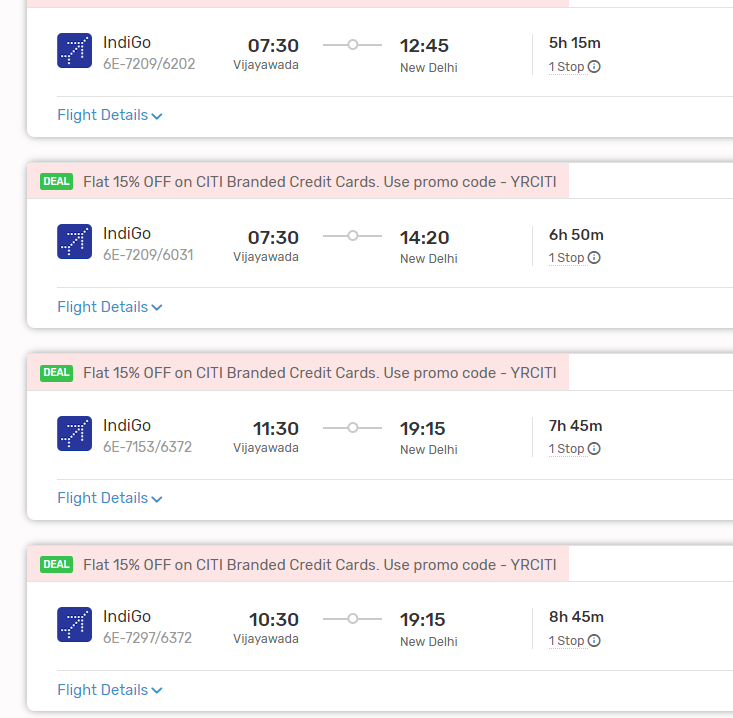 IndiGo 07:30 12:45 5h 15m
6E-7209/6202 Vijayawada New Delhi 1 Stop
Flight Details
DEAL Flat 15% OFF on CITI Branded Credit Cards. Use promo code - YRCITI
IndiGo 07:30 14:20 6h 50m
6E-7209/6031 Vijayawada New Delhi 1 Stop
Flight Details
DEAL Flat 15% OFF on CITI Branded Credit Cards. Use promo code - YRCITI
IndiGo 11:30 19:15 7h 45m
6E-7153/6372 Vijayawada New Delhi 1 Stop
Flight Details
DEAL Flat 15% OFF on CITI Branded Credit Cards. Use promo code - YRCITI
IndiGo 10:30 19:15 8h 45m
6E-7297/6372 Vijayawada New Delhi 1 Stop
Flight Details